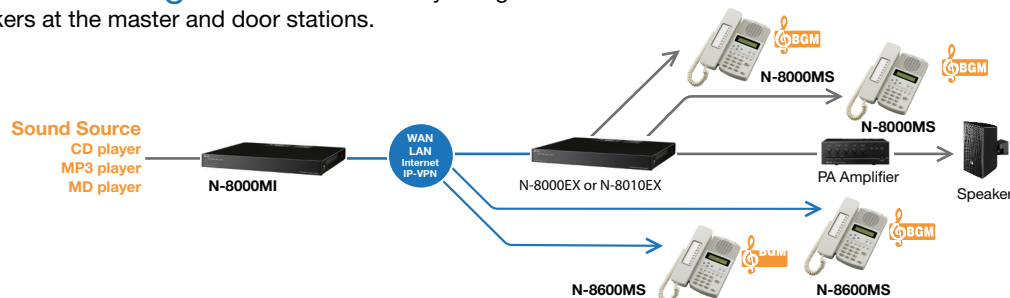 kers at the master and door stations.
BGM
N-8000MS
BGM
N-8000MS
Sound Source
CD player
MP3 player
MD player
N-8000MI
WAN
LAN
Internet
IP-VPN
N-8000EX or N-8010EX
PA Amplifier
Speaker
BGM
BGM
N-8600MS
N-8600MS